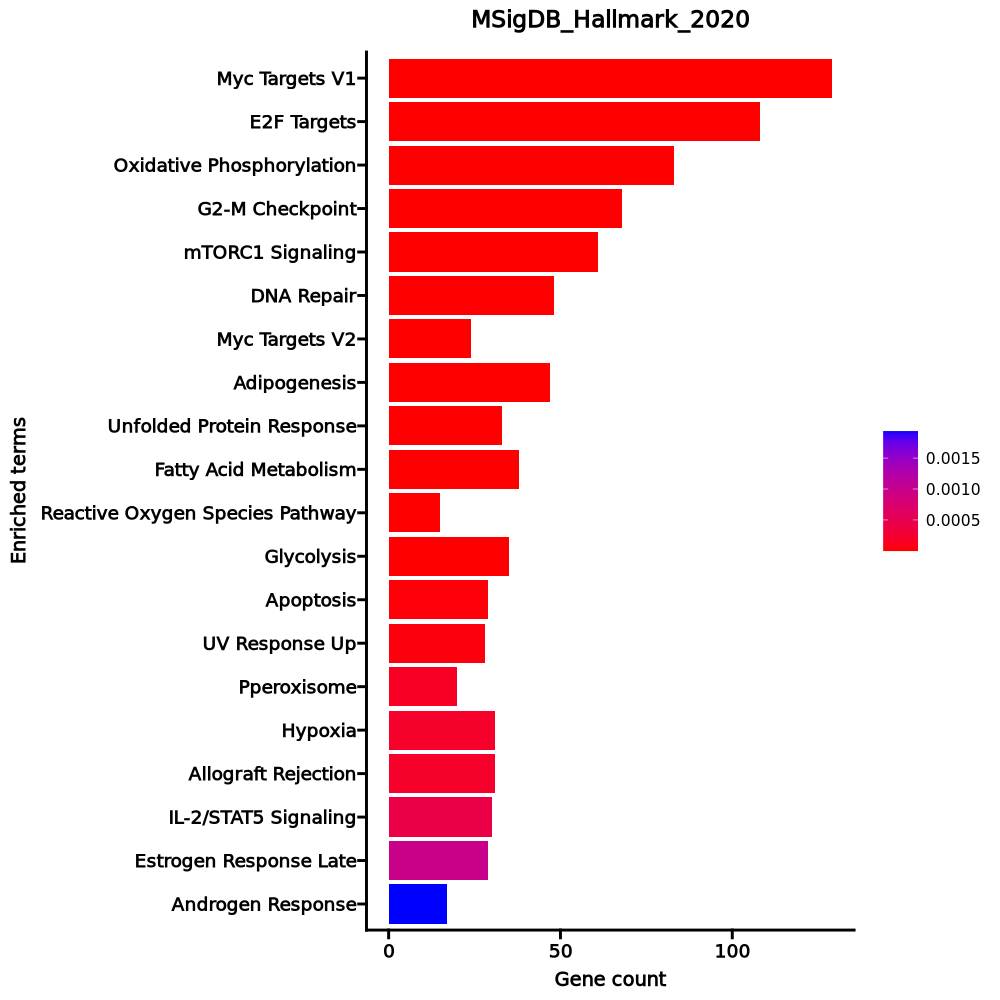 MSigDB_Hallmark_2020
Myc Targets V1
E2F Targets
Oxidative Phosphorylation
G2-M Checkpoint
mTORC1 Signaling
DNA Repair
Myc Targets V2
Adipogenesis
Unfolded Protein Response
Fatty Acid Metabolism
Reactive Oxygen Species Pathway
Glycolysis
Apoptosis
UV Response Up
Pperoxisome
Hypoxia
Allograft Rejection
IL-2/STAT5 Signaling
Estrogen Response Late
Androgen Response
Enriched terms
0 50 100
Gene count
0.0015
0.0010
0.0005